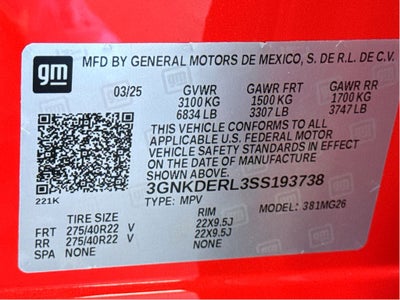 gm
MFD BY GENERAL MOTORS DE MEXICO, S. DE R.L. DE C.V.
03/25 GVWR GAWR FRT GAWR RR
3100 KG 1500 KG 1700 KG
6834 LB 3307 LB 3747 LB
THIS VEHICLE CONFORMS TO ALL
APPLICABLE U.S. FEDERAL MOTOR
VEHICLE SAFETY STANDARDS IN EFFECT
ON THE DATE OF MANUFACTURE
SHOWN ABOVE.
3GNKDERL3SS193738
221K TYPE: MPV MODEL: 381MG26
TIRE SIZE RIM
FRT 275/40R22 V 22X9.5J
RR 275/40R22 V 22X9.5J
SPA NONE NONE